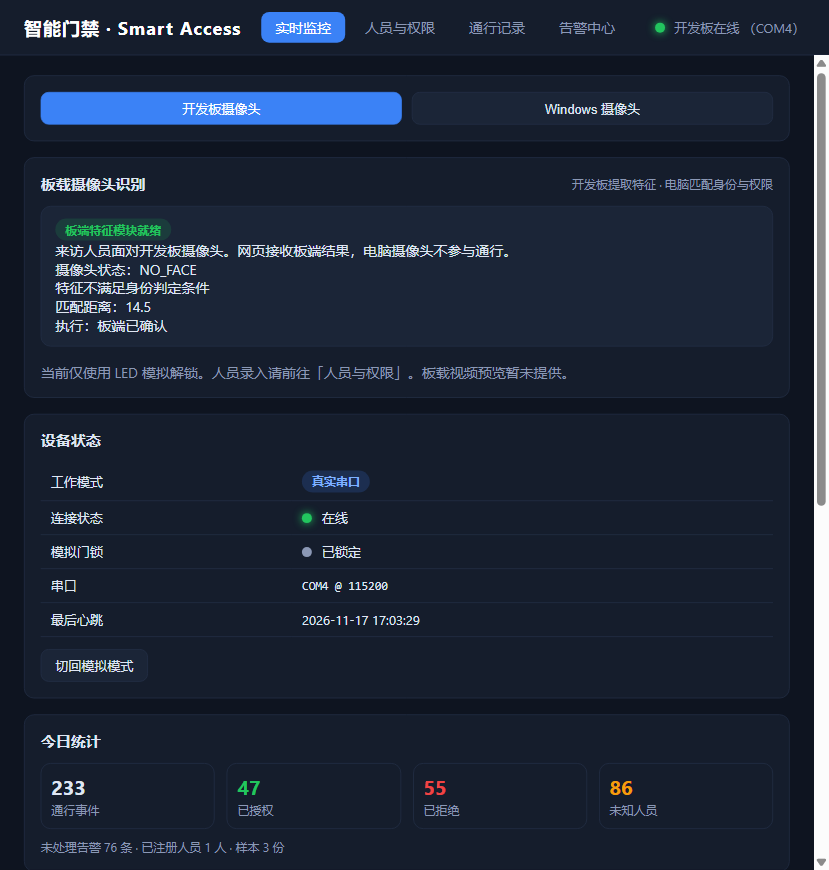 智能门禁 · Smart Access 实时监控 人员与权限 通行记录 告警中心 开发板在线 （COM4）
开发板摄像头 Windows 摄像头
板载摄像头识别 开发板提取特征 · 电脑匹配身份与权限
板端特征模块就绪
来访人员面对开发板摄像头。网页接收板端结果，电脑摄像头不参与通行。
摄像头状态：NO_FACE
特征不满足身份判定条件
匹配距离：14.5
执行：板端已确认
当前仅使用 LED 模拟解锁。人员录入请前往「人员与权限」。板载视频预览暂未提供。
设备状态
工作模式 真实串口
连接状态 在线
模拟门锁 已锁定
串口 COM4 @ 115200
最后心跳 2026-11-17 17:03:29
切回模拟模式
今日统计
233 47 55 86
通行事件 已授权 已拒绝 未知人员
未处理告警 76 条 · 已注册人员 1 人 · 样本 3 份